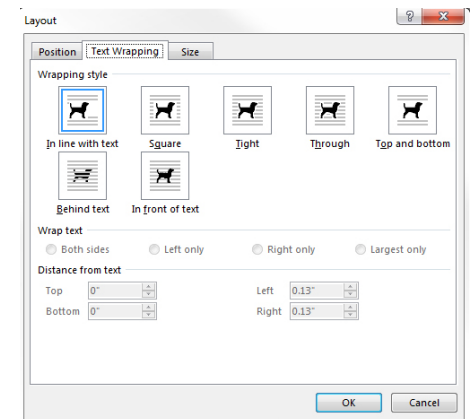 Layout
?
X
Position Text Wrapping Size
Wrapping style
In line with text Square Tight Through Top and bottom
Behind text In front of text
Wrap text
Both sides Left only Right only Largest only
Distance from text
Top 0" Left 0.13"
Bottom 0" Right 0.13"
OK Cancel